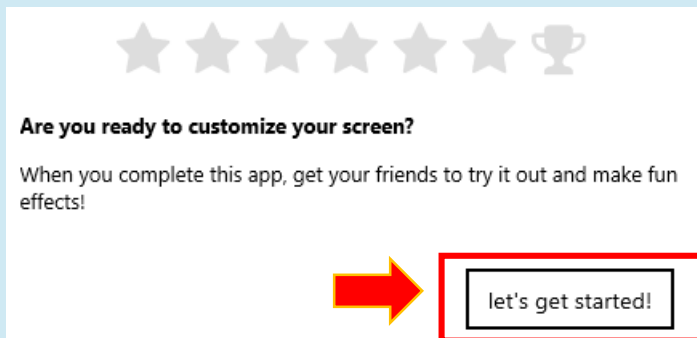 Are you ready to customize your screen?
When you complete this app, get your friends to try it out and make fun
effects!
let's get started!